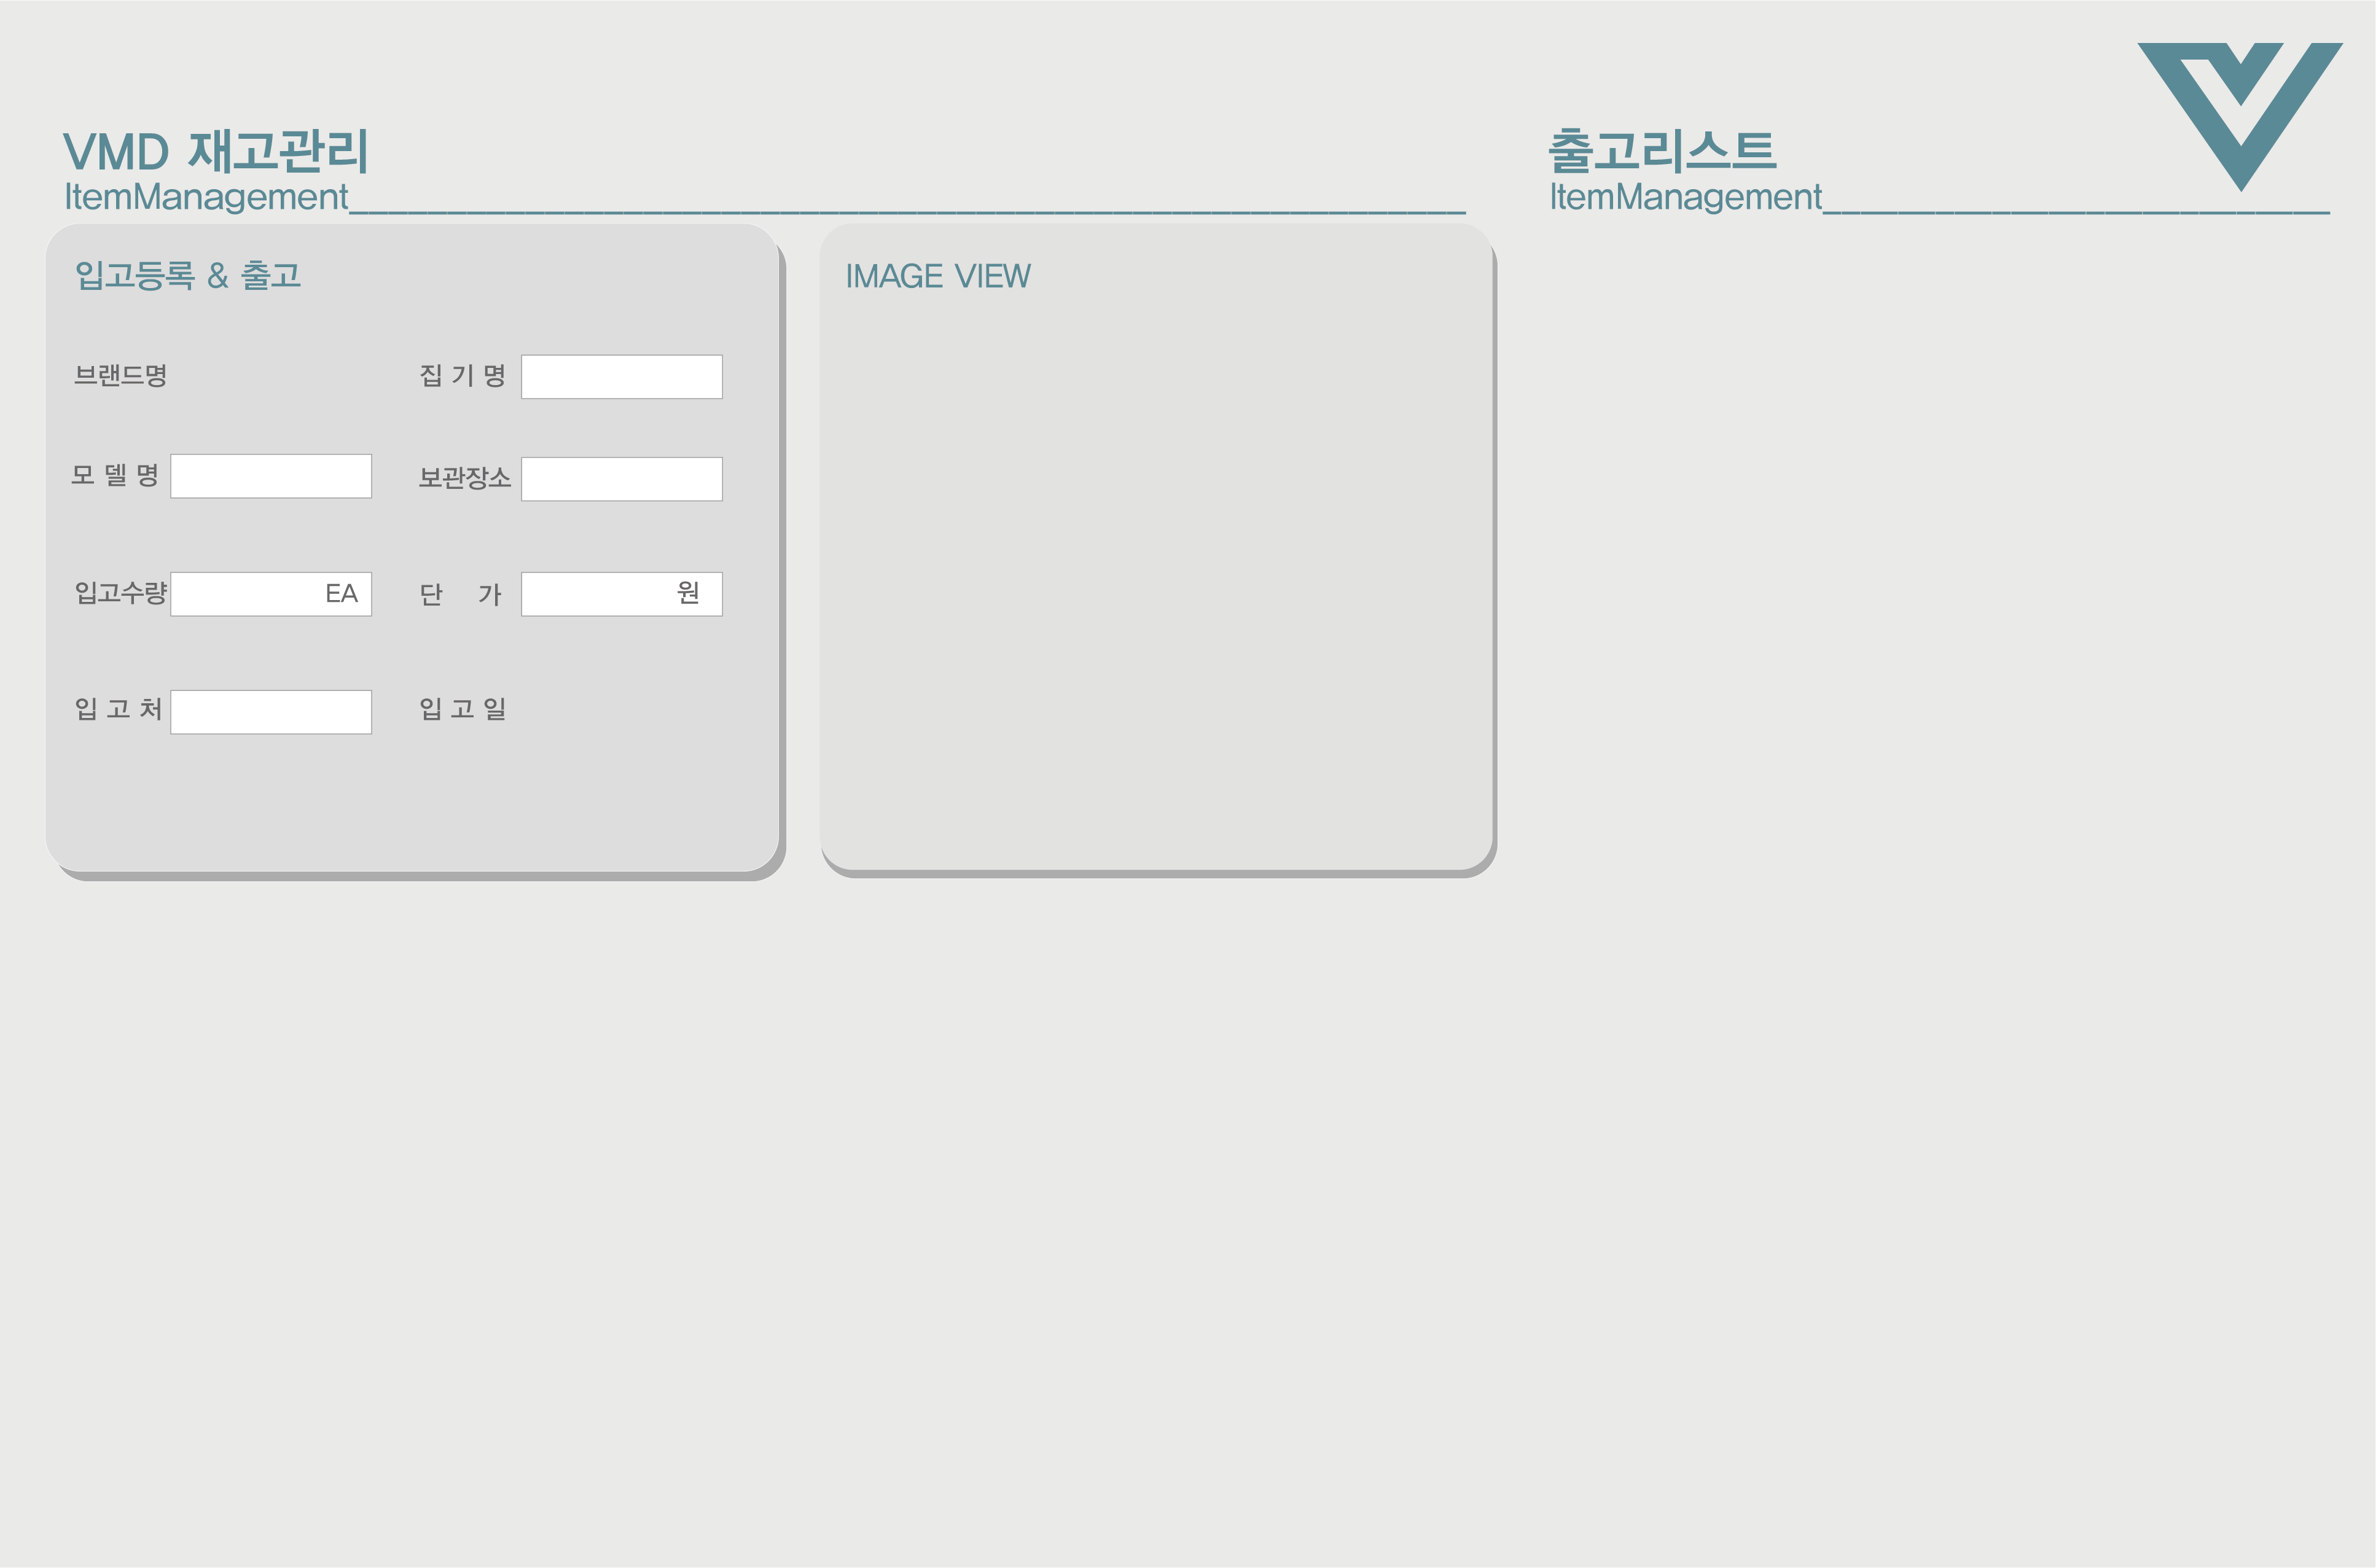 VMD 재고관리
ItemManagement
출고리스트
ItemManagement
입고등록 & 출고
브랜드명
집 기 명
모 델 명
보관장소
입고수량 EA
단 가 원
입 고 처
입 고 일
IMAGE VIEW